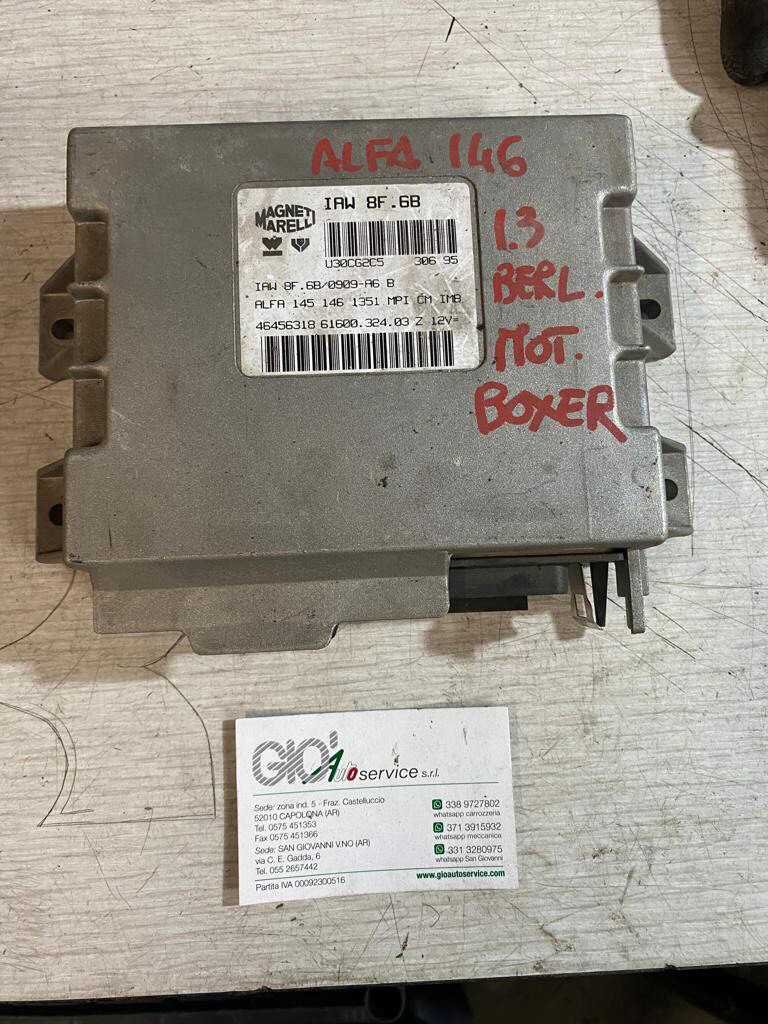 ALFA 146
1.3
BERL.
MOT.
BOXER
MAGNETI
MARELLI
IAW 8F.6B
U30CG2C5 306 95
IAW 8F.6B/0909-A6 B
ALFA 145 146 1351 MPI CM IMB
46456318 61600.324.03 Z 12V=
GIO' Autoservice s.r.l.
Sede: zona ind. 5 - Fraz. Castelluccio
52010 CAPOLONA (AR)
Tel. 0575 451353
Fax 0575 451366
Sede: SAN GIOVANNI V.NO (AR)
via C. E. Gadda, 6
Tel. 055 2657442
Partita IVA 00092300516
338 9727802
whatsapp carrozzeria
371 3915932
whatsapp meccanica
331 3280975
whatsapp San Giovanni
www.gioautoservice.com